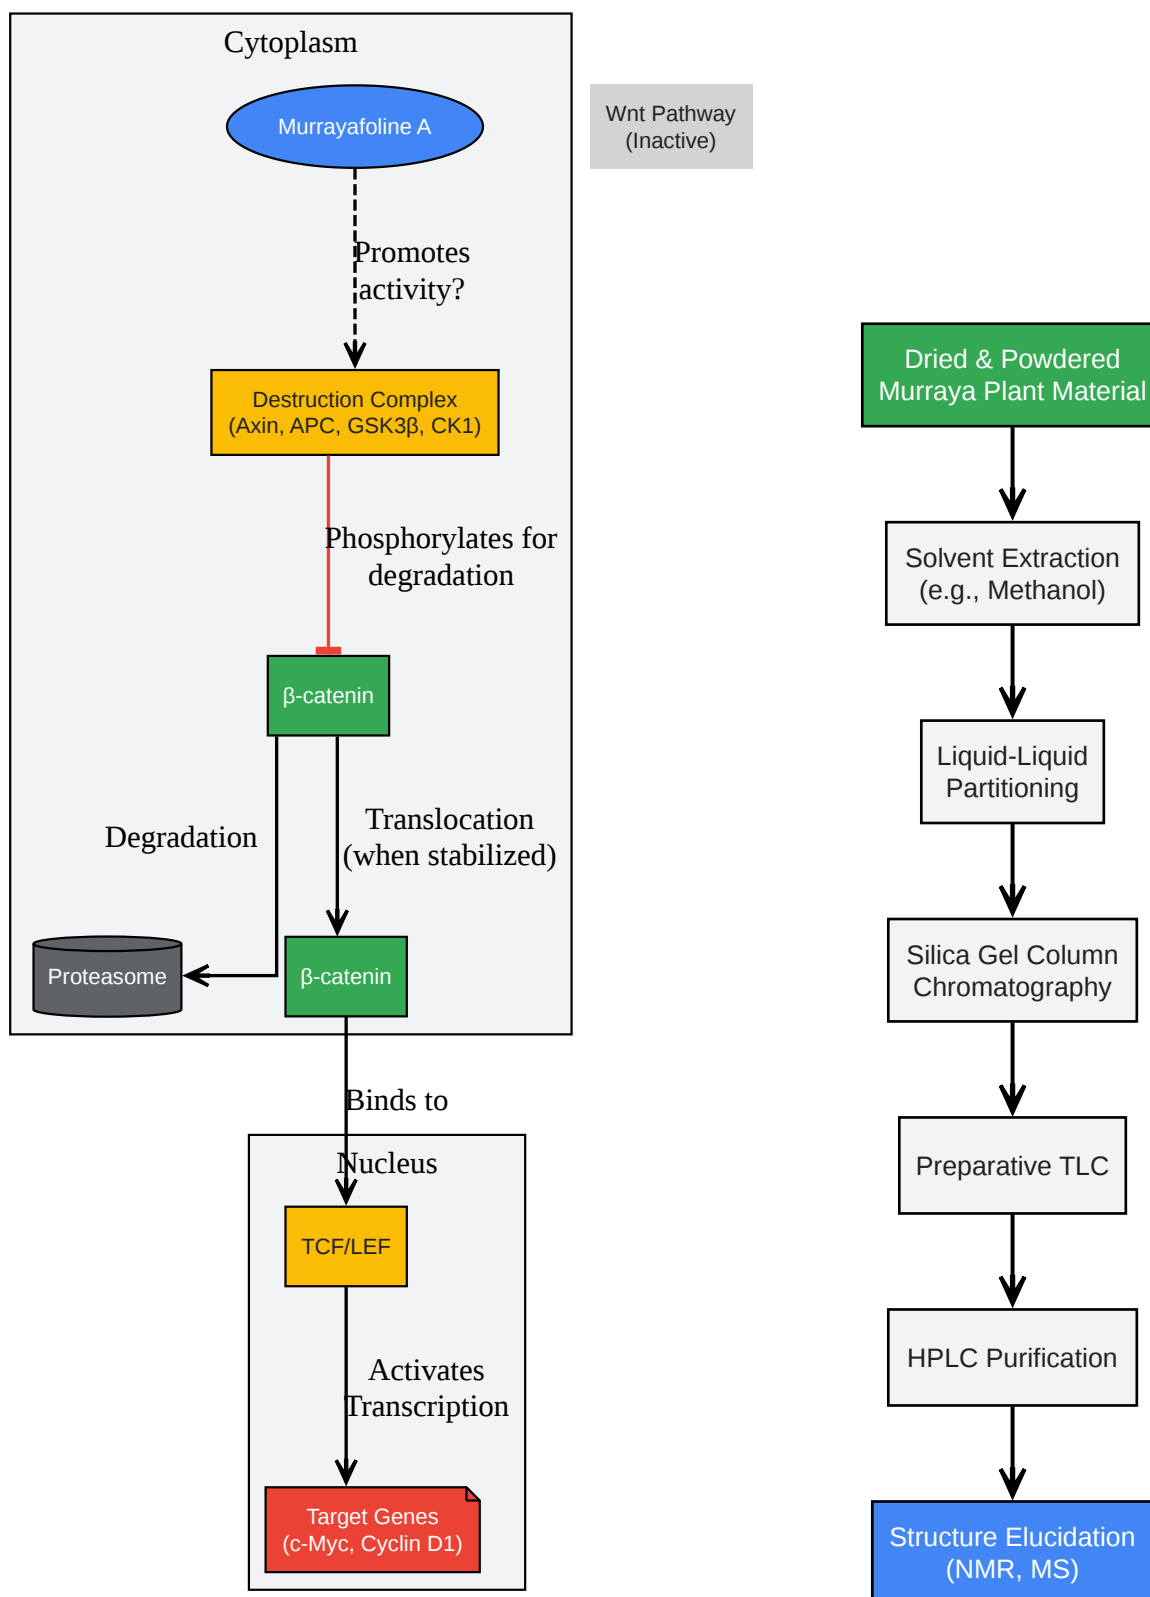 Cytoplasm
Murrayafoline A
Wnt Pathway
(Inactive)
Promotes
activity?
Destruction Complex
(Axin, APC, GSK3β, CK1)
Phosphorylates for
degradation
β-catenin
Degradation
Translocation
(when stabilized)
Proteasome
β-catenin
Binds to
Nucleus
TCF/LEF
Activates
Transcription
Target Genes
(c-Myc, Cyclin D1)
Dried & Powdered
Murraya Plant Material
Solvent Extraction
(e.g., Methanol)
Liquid-Liquid
Partitioning
Silica Gel Column
Chromatography
Preparative TLC
HPLC Purification
Structure Elucidation
(NMR, MS)